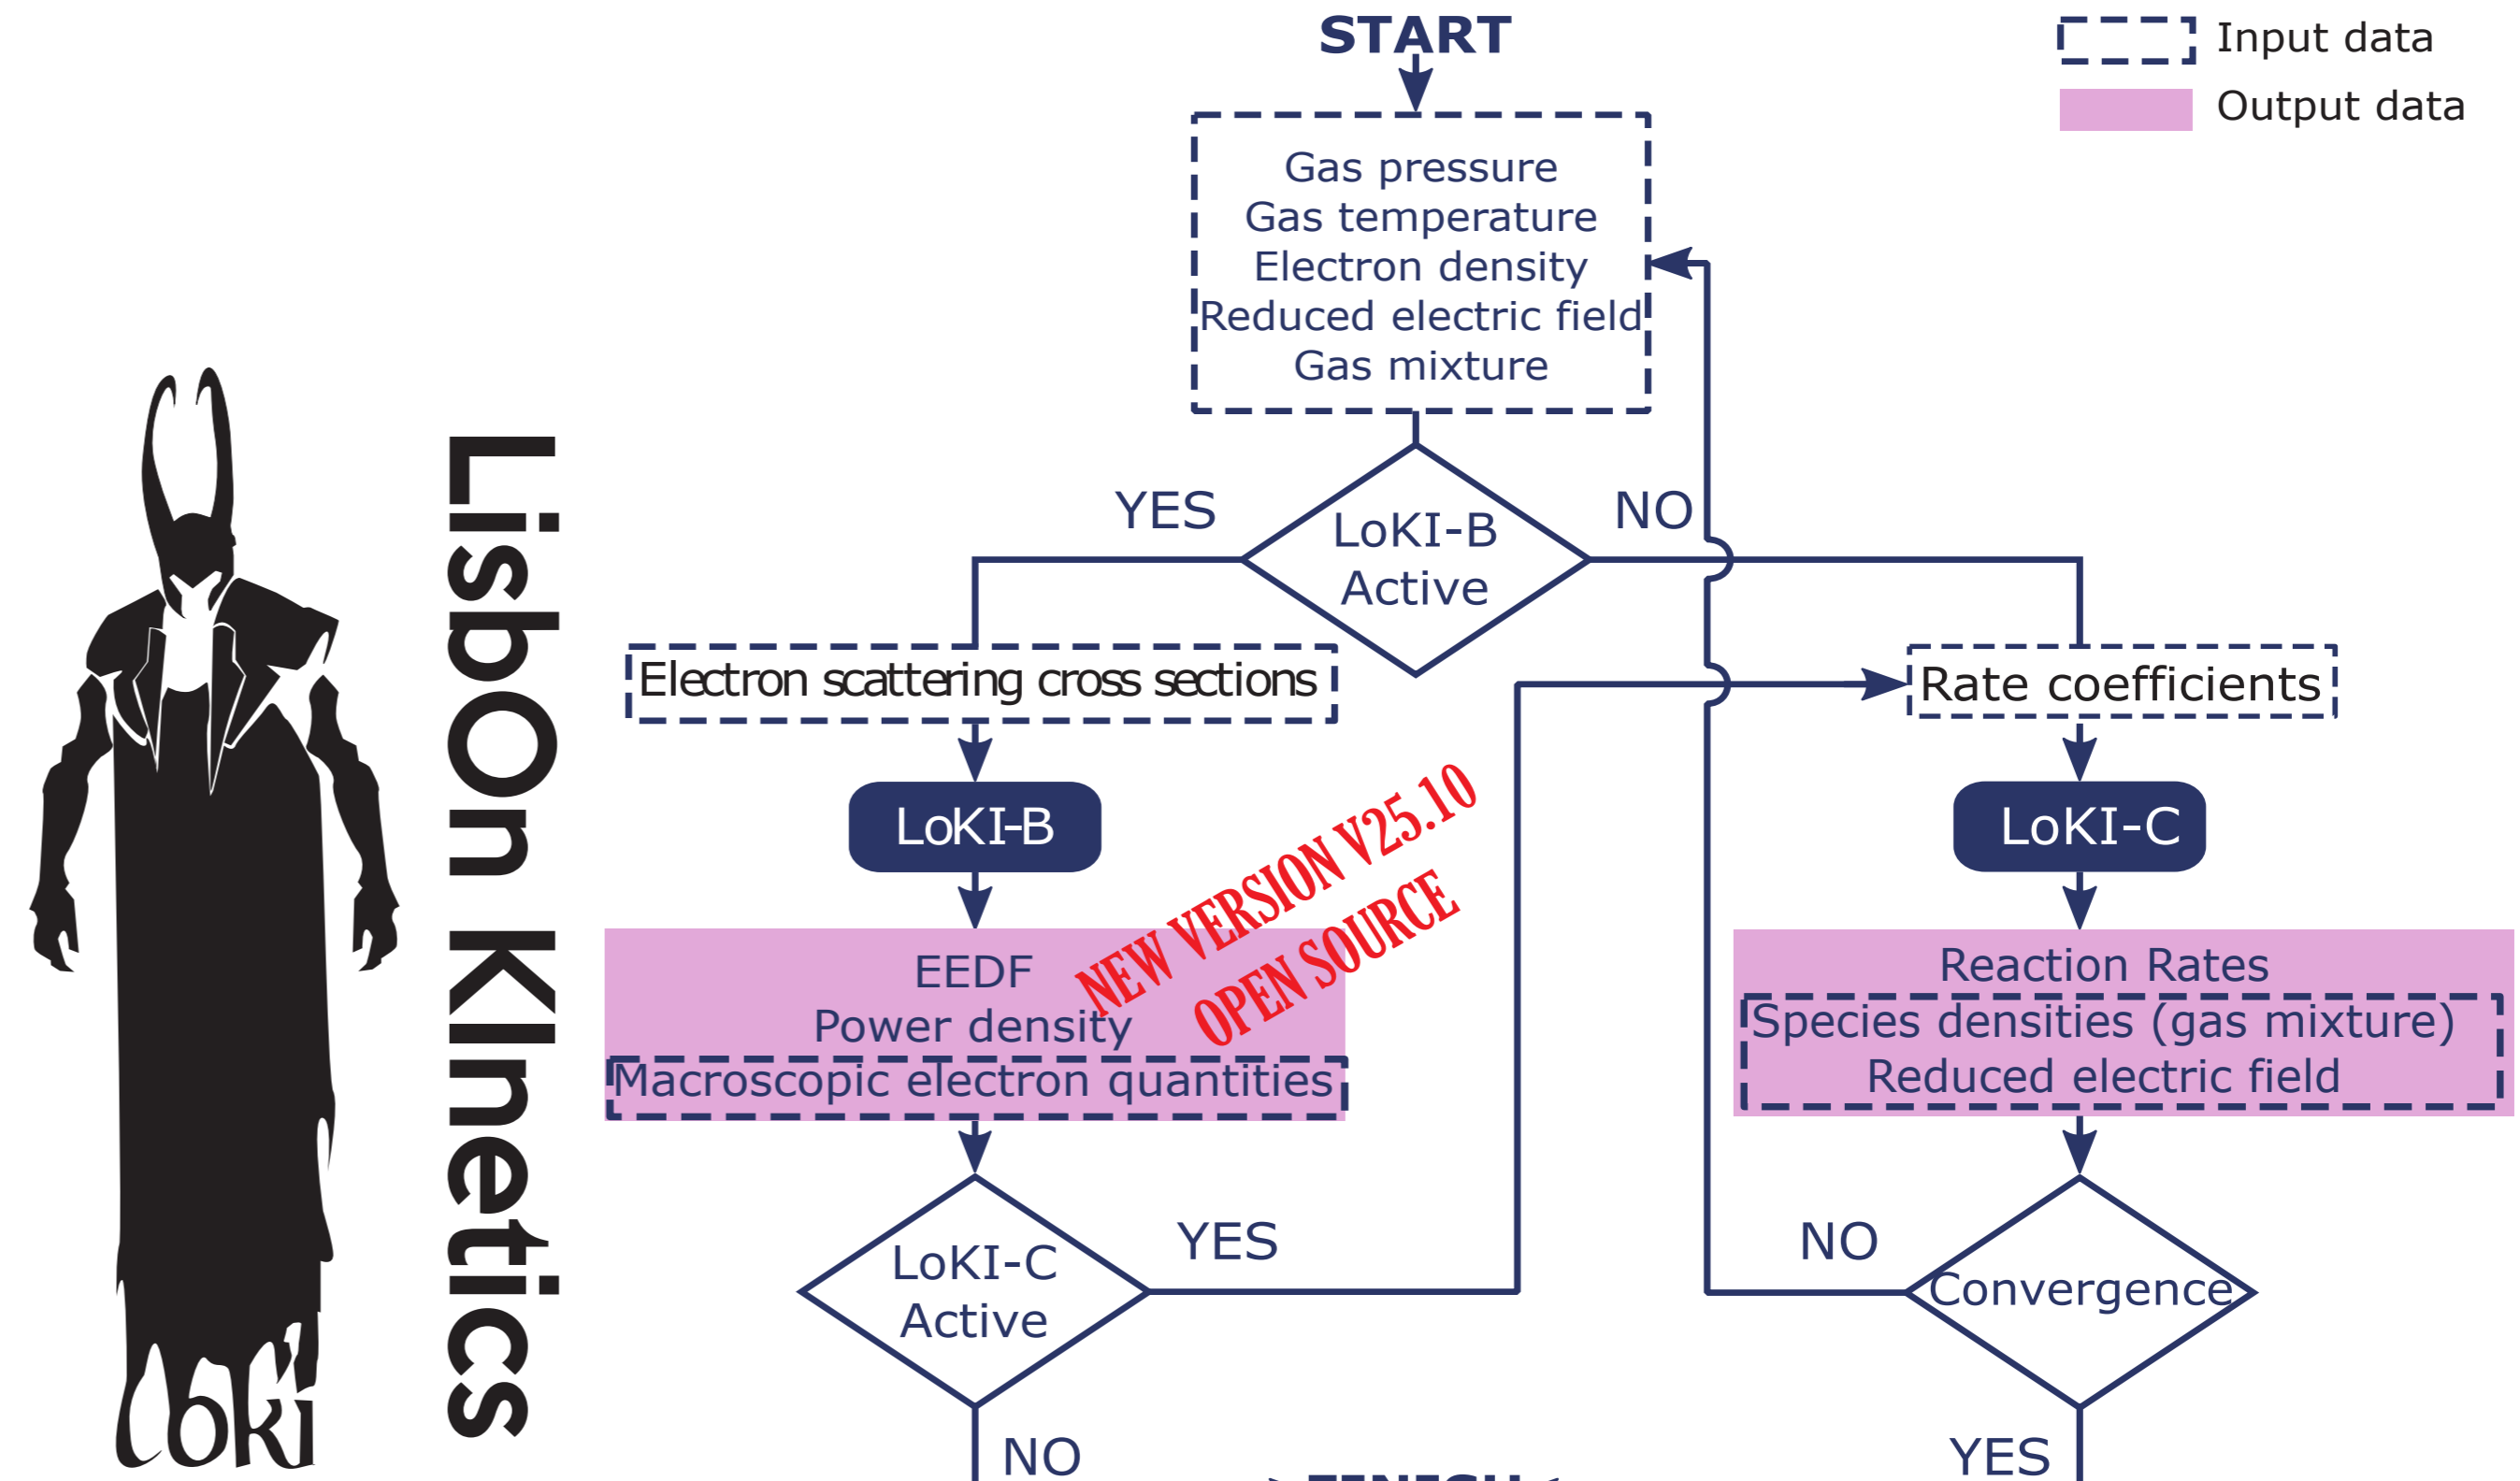 START
Input data
Output data
Gas pressure
Gas temperature
Electron density
Reduced electric field
Gas mixture
YES
LoKI-B
Active
NO
LisbOn KInetics
Loki
Electron scattering cross sections
Rate coefficients
LoKI-B
LoKI-C
NEW VERSION V25.10
OPEN SOURCE
EEDF
Power density
Macroscopic electron quantities
Reaction Rates
Species densities (gas mixture)
Reduced electric field
LoKI-C
Active
YES
NO
Convergence
NO
YES
FINISH